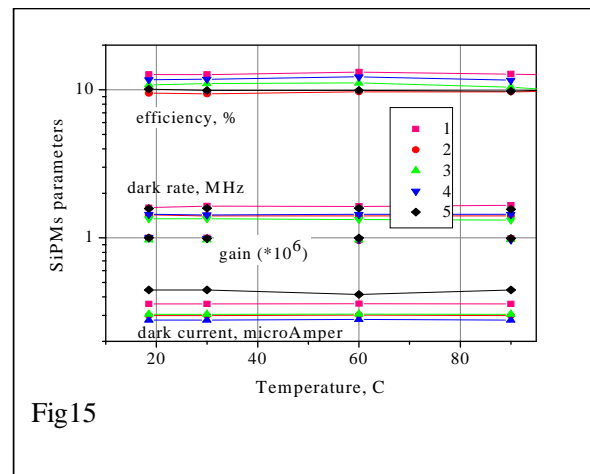 10
efficiency, %
1
2
3
4
5
dark rate, MHz
SiPMs parameters
1
gain (*10^6)
dark current, microAmper
20 40 60 80
Temperature, C
Fig15